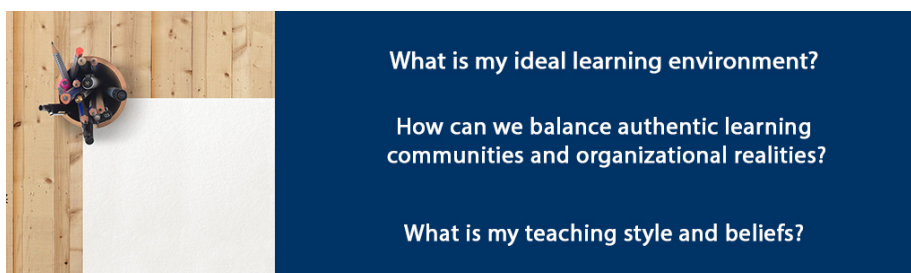 What is my ideal learning environment?
How can we balance authentic learning
communities and organizational realities?
What is my teaching style and beliefs?